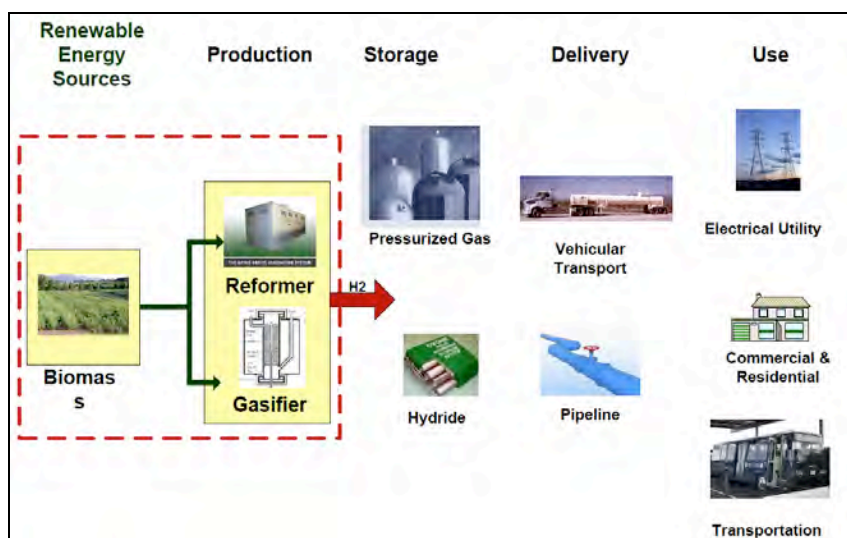 Renewable
Energy
Sources
Production
Storage
Delivery
Use
Pressurized Gas
Vehicular
Transport
Electrical Utility
Reformer
H2
Biomas
s
Gasifier
Hydride
Pipeline
Commercial &
Residential
Transportation